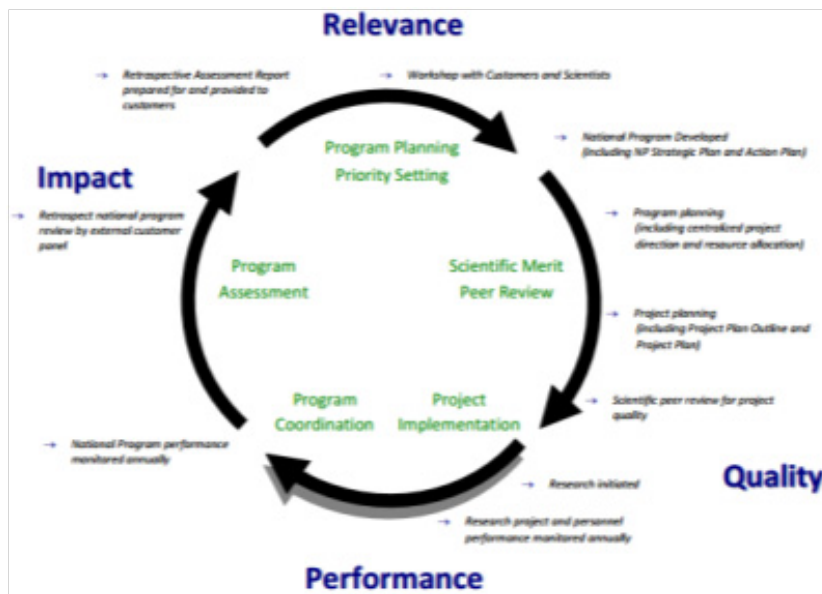 Relevance
→ Retrospective Assessment Report
prepared for and provided to
customers
→ Workshop with Customers and Scientists
Program Planning
Priority Setting
→ National Program Developed
(including NP Strategic Plan and Action Plan)
Impact
→ Retrospect national program
review by external customer
panel
→ Program planning
(including centralized project
direction and resource allocation)
Program
Assessment
Scientific Merit
Peer Review
→ Project planning
(including Project Plan Outline and
Project Plan)
Program
Coordination
Project
Implementation
→ Scientific peer review for project
quality
→ National Program performance
monitored annually
Quality
→ Research initiated
→ Research project and personnel
performance monitored annually
Performance